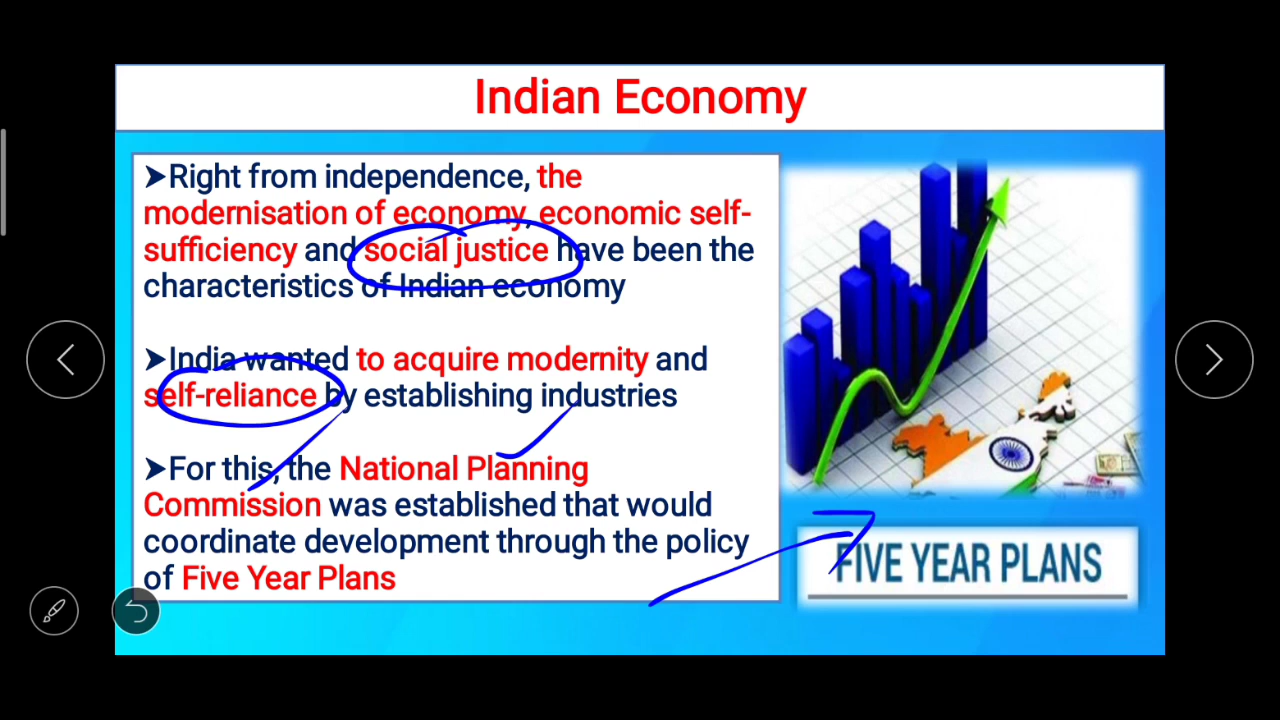 Indian Economy
➤Right from independence, the
modernisation of economy, economic self-
sufficiency and social justice have been the
characteristics of Indian economy
➤India wanted to acquire modernity and
self-reliance by establishing industries
➤For this, the National Planning
Commission was established that would
coordinate development through the policy
of Five Year Plans
FIVE YEAR PLANS